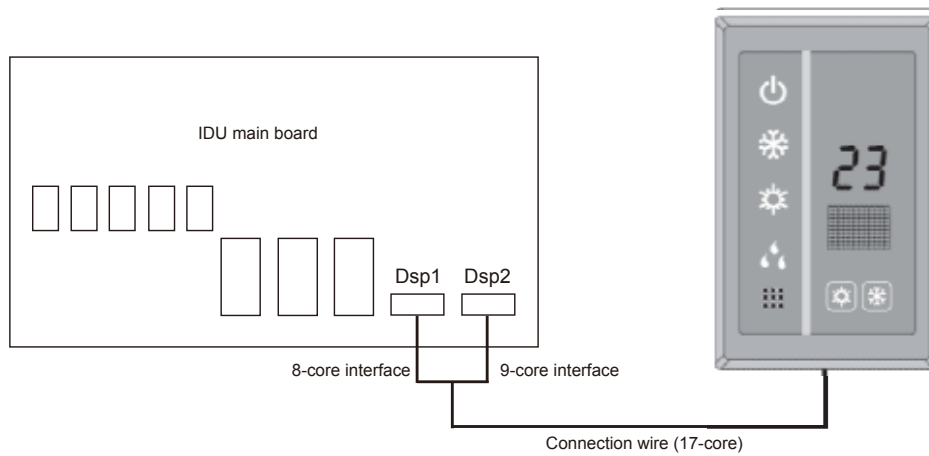 IDU main board
23
Dsp1 Dsp2
8-core interface 9-core interface
Connection wire (17-core)